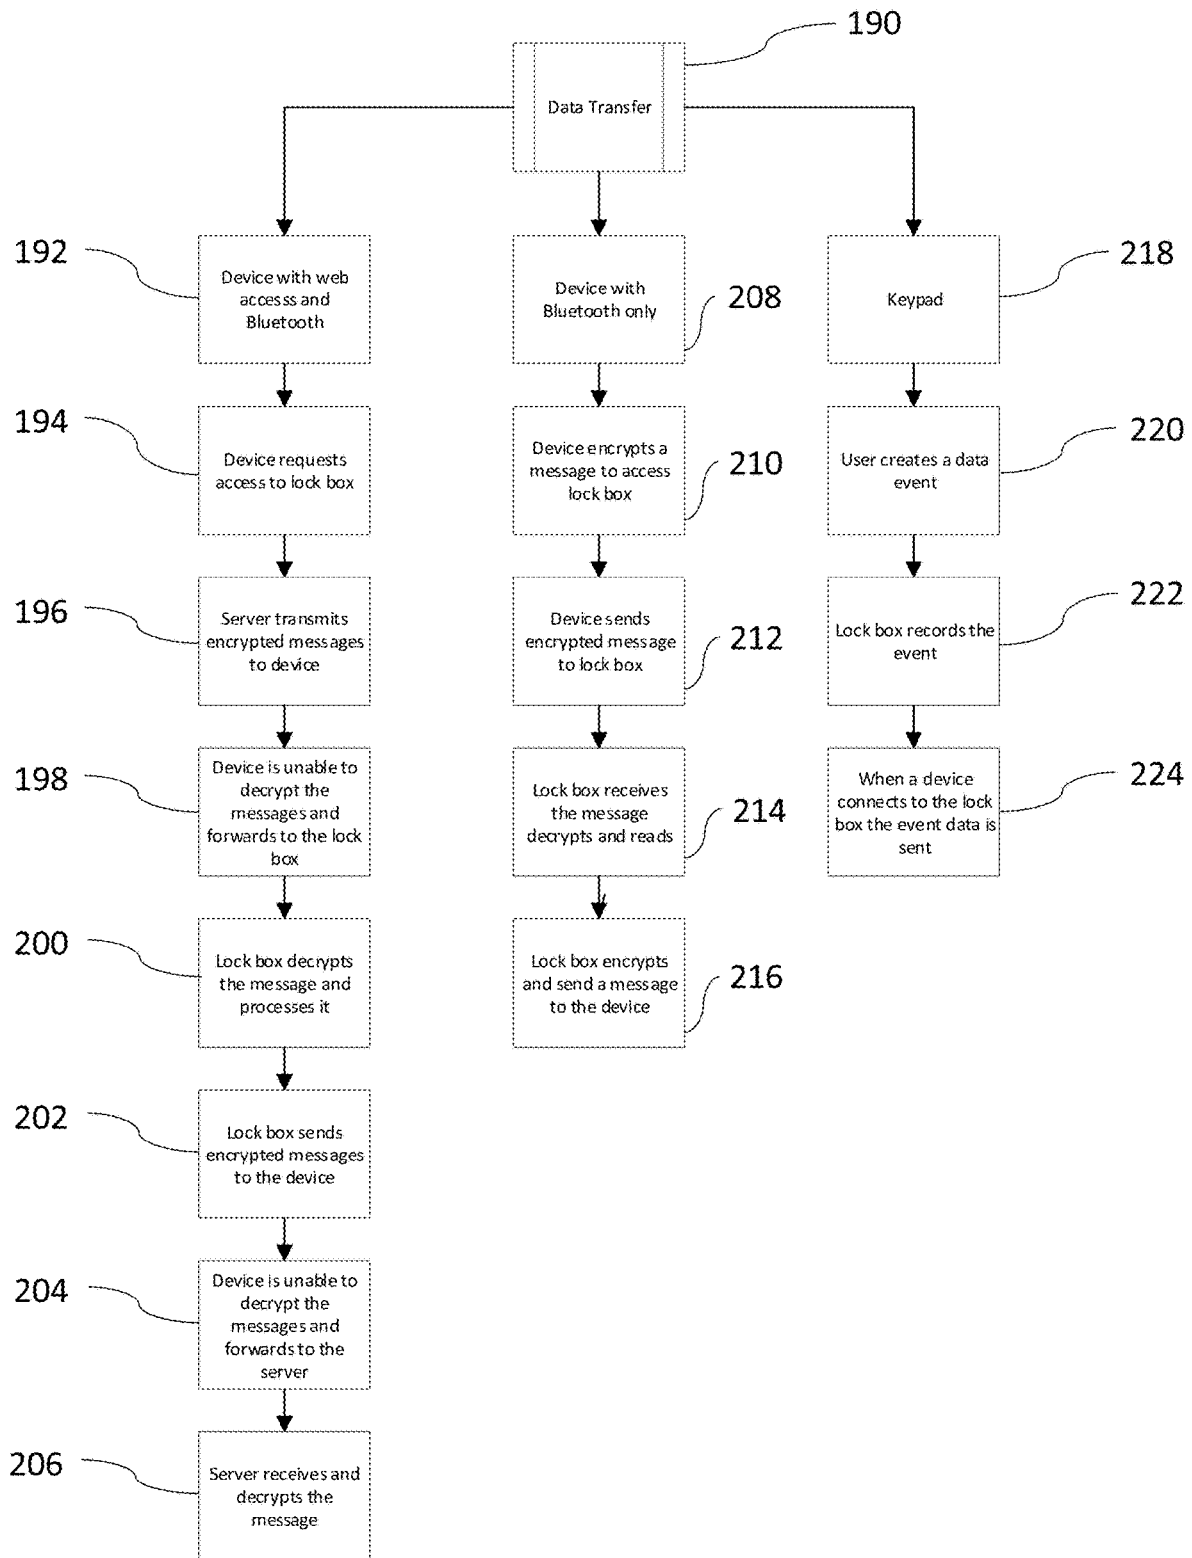 190
Data Transfer
192
Device with web
accesss and
Bluetooth
194
Device requests
access to lock box
196
Server transmits
encrypted messages
to device
198
Device is unable to
decrypt the
messages and
forwards to the lock
box
200
Lock box decrypts
the message and
processes it
202
Lock box sends
encrypted messages
to the device
204
Device is unable to
decrypt the
messages and
forwards to the
server
206
Server receives and
decrypts the
message
Device with
Bluetooth only
208
Device encrypts a
message to access
lock box
210
Device sends
encrypted message
to lock box
212
Lock box receives
the message
decrypts and reads
214
Lock box encrypts
and send a message
to the device
216
Keypad
218
User creates a data
event
220
Lock box records the
event
222
When a device
connects to the lock
box the event data is
sent
224